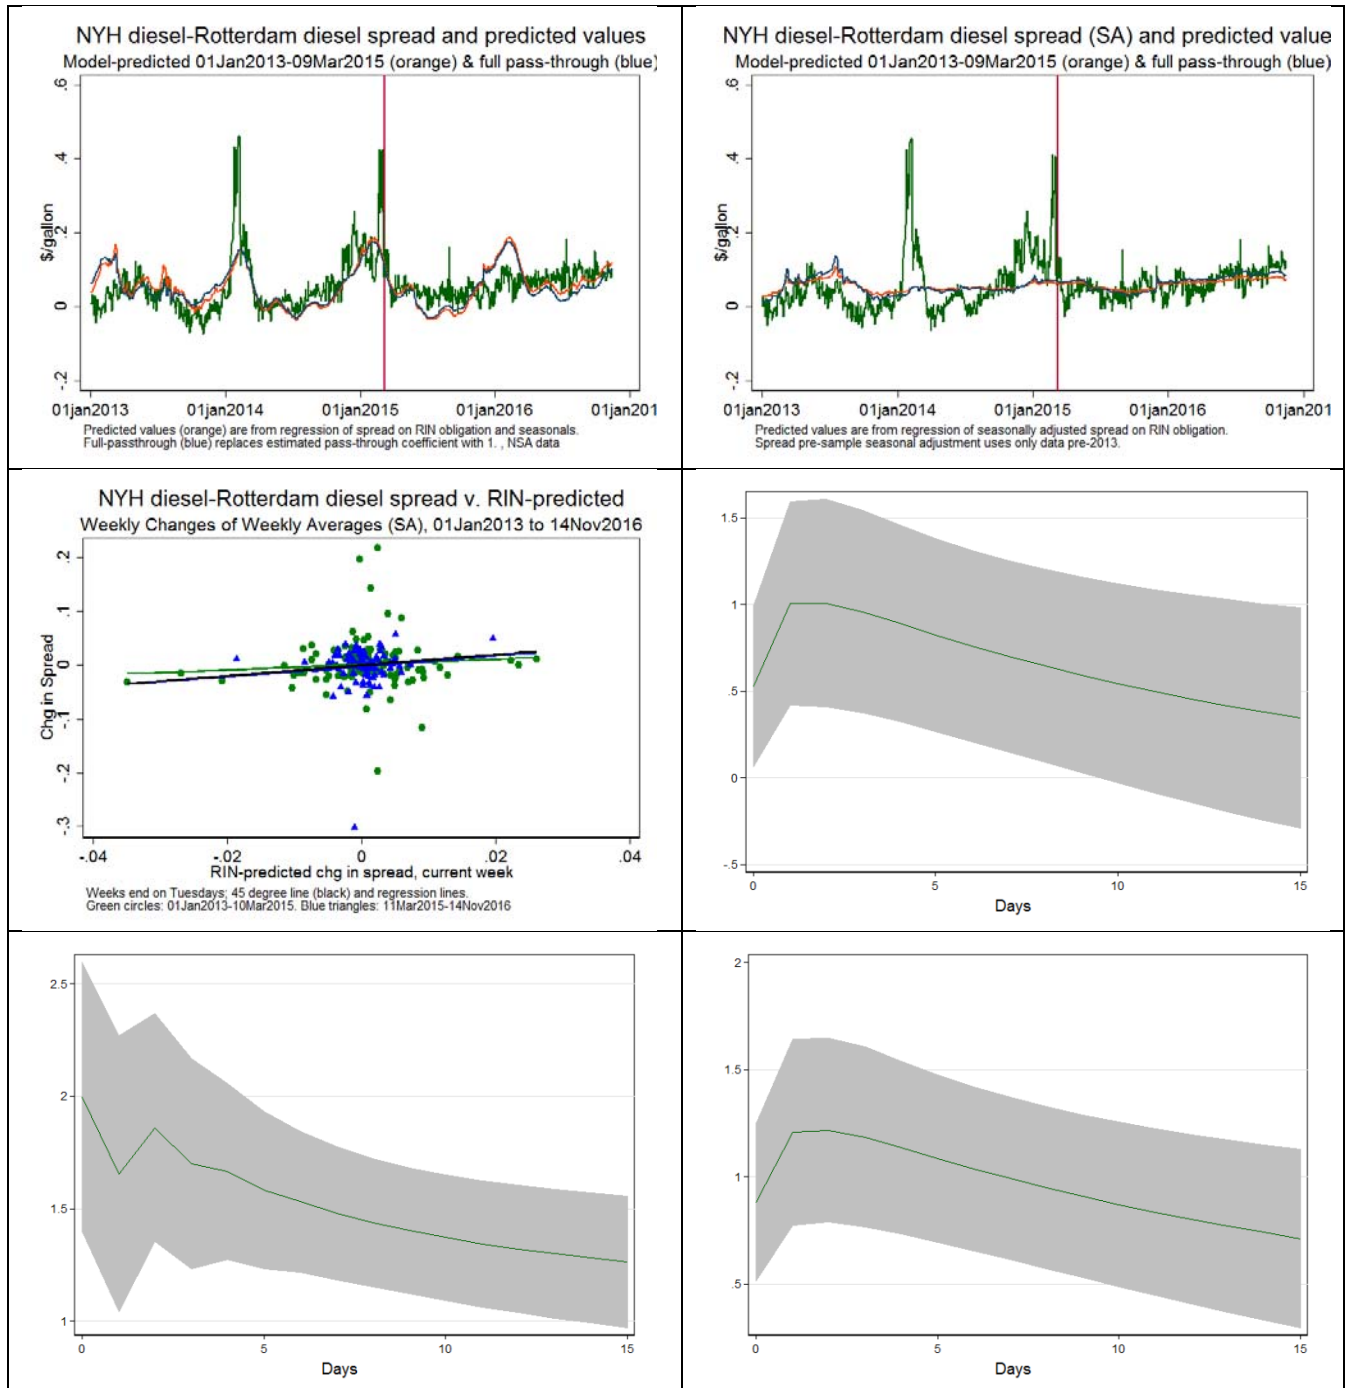 NYH diesel-Rotterdam diesel spread and predicted values
Model-predicted 01Jan2013-09Mar2015 (orange) & full pass-through (blue)
$/gallon
.6
.4
.2
0
-.2
01jan2013 01jan2014 01jan2015 01jan2016 01jan201
Predicted values (orange) are from regression of spread on RIN obligation and seasonals.
Full-passthrough (blue) replaces estimated pass-through coefficient with 1. , NSA data
NYH diesel-Rotterdam diesel spread (SA) and predicted value
Model-predicted 01Jan2013-09Mar2015 (orange) & full pass-through (blue)
$/gallon
.6
.4
.2
0
-.2
01jan2013 01jan2014 01jan2015 01jan2016 01jan201
Predicted values are from regression of seasonally adjusted spread on RIN obligation.
Spread pre-sample seasonal adjustment uses only data pre-2013.
NYH diesel-Rotterdam diesel spread v. RIN-predicted
Weekly Changes of Weekly Averages (SA), 01Jan2013 to 14Nov2016
Chg in Spread
.2
.1
0
-.1
-.2
-.3
-.04 -.02 0 .02 .04
RIN-predicted chg in spread, current week
Weeks end on Tuesdays; 45 degree line (black) and regression lines.
Green circles: 01Jan2013-10Mar2015. Blue triangles: 11Mar2015-14Nov2016
1.5
1
.5
0
-.5
0 5 10 15
Days
2.5
2
1.5
1
0 5 10 15
Days
2
1.5
1
.5
0 5 10 15
Days